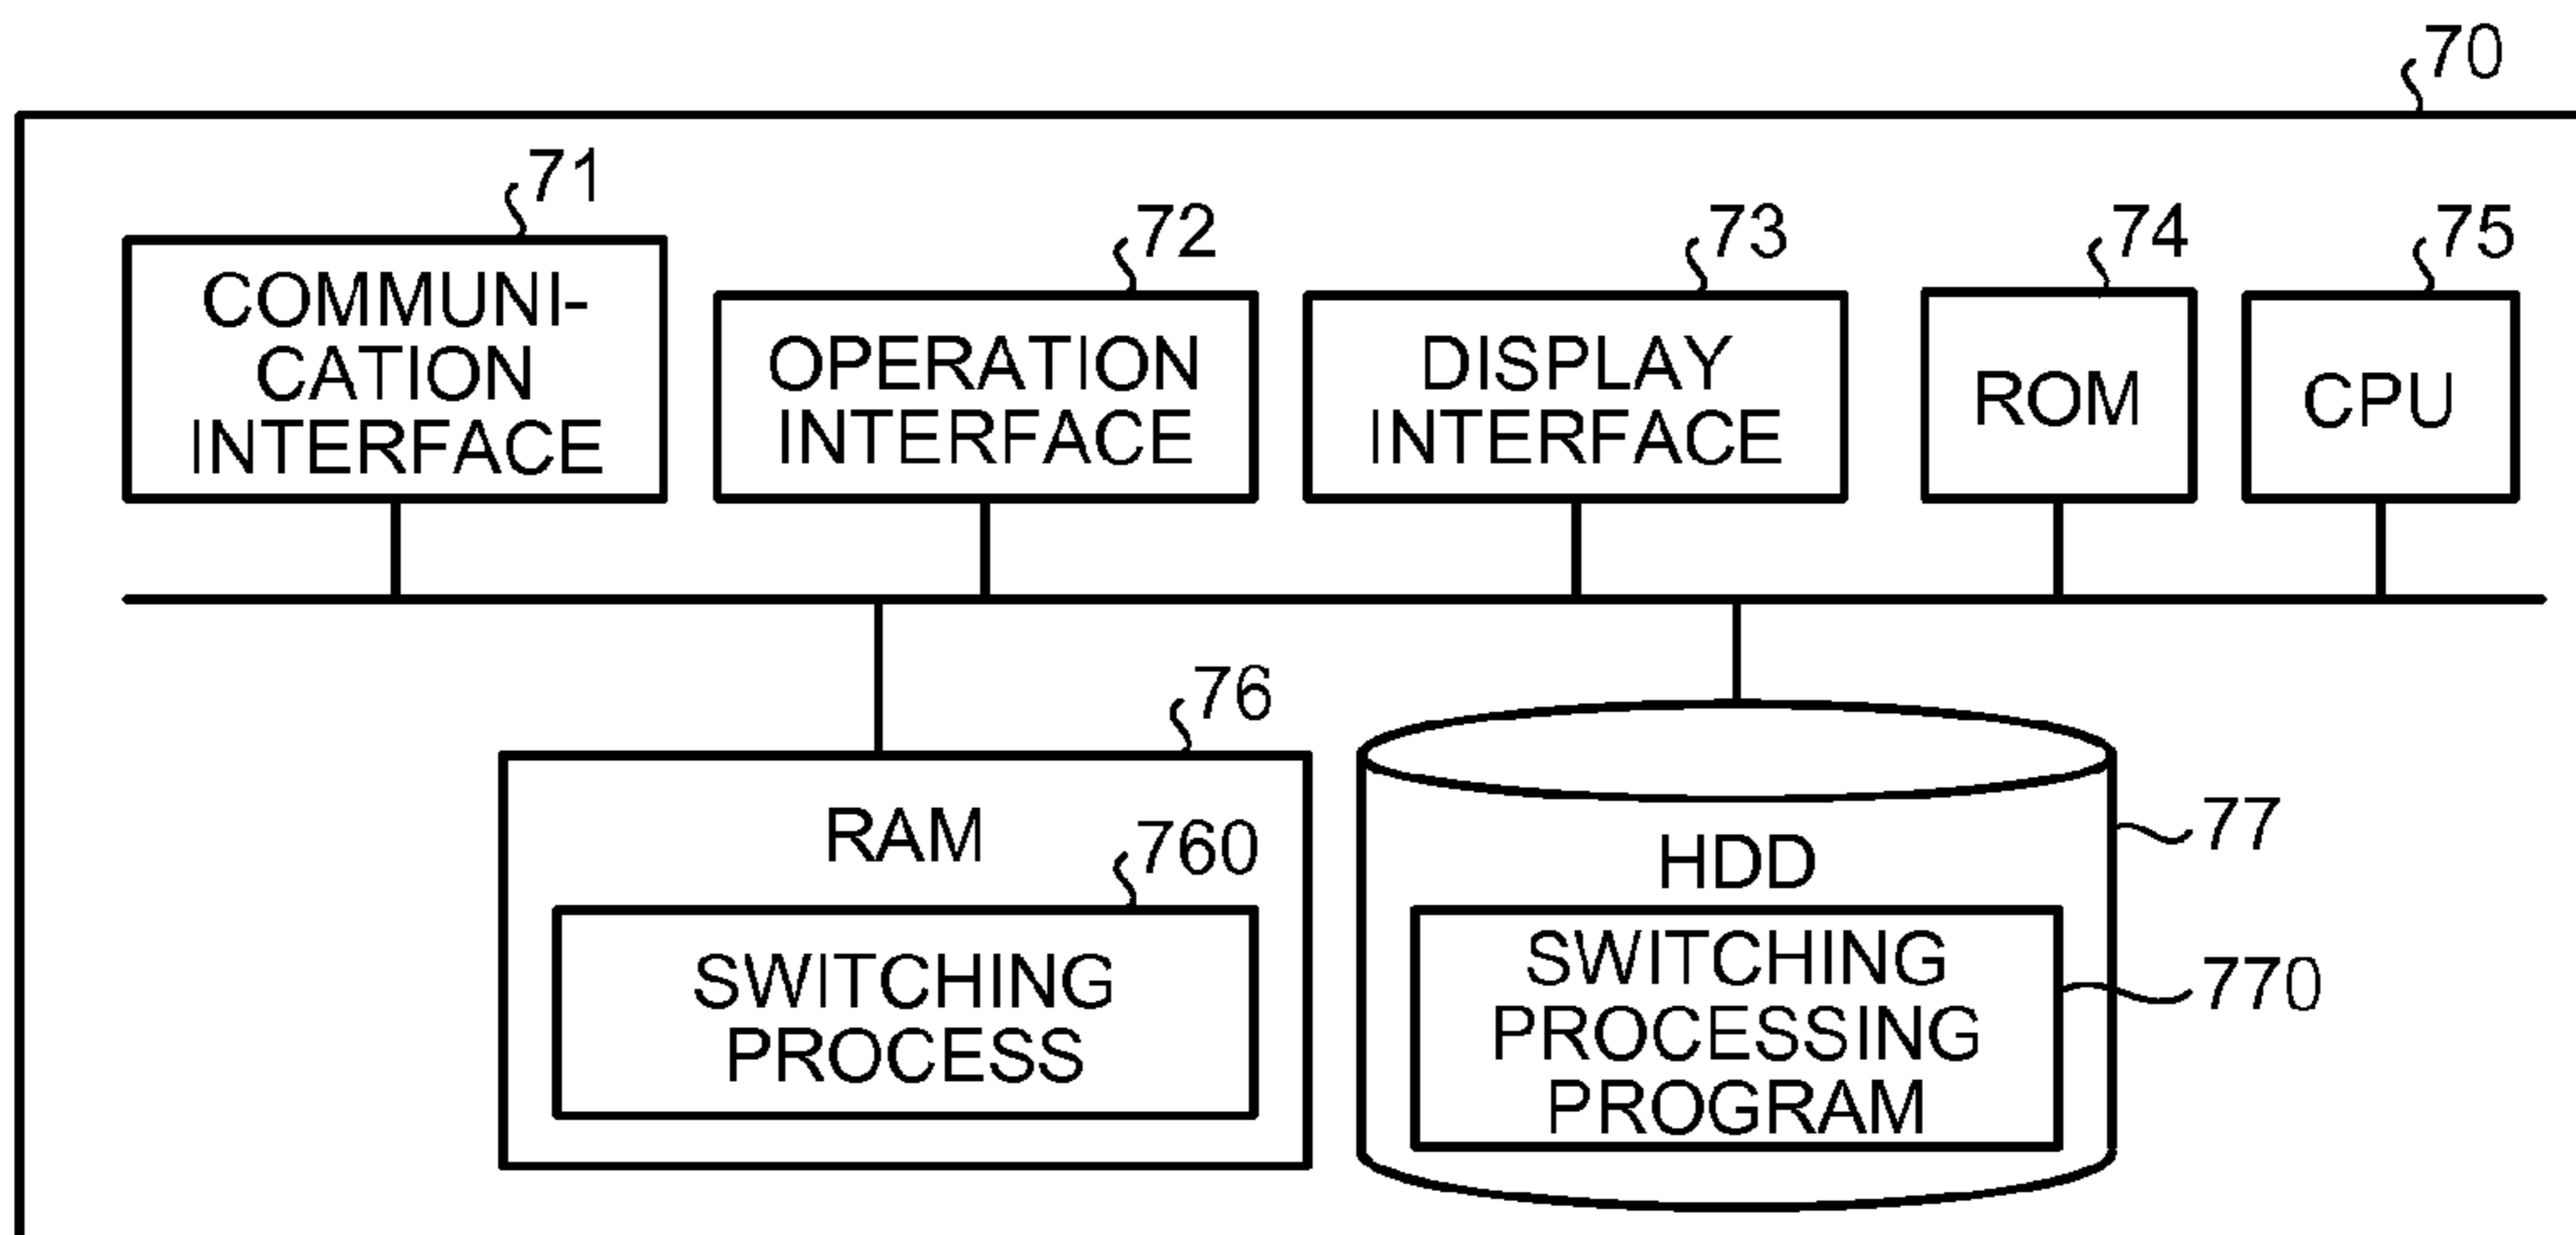 70
71
COMMUNI-
CATION
INTERFACE
72
OPERATION
INTERFACE
73
DISPLAY
INTERFACE
74
ROM
75
CPU
76
RAM
760
SWITCHING
PROCESS
77
HDD
770
SWITCHING
PROCESSING
PROGRAM